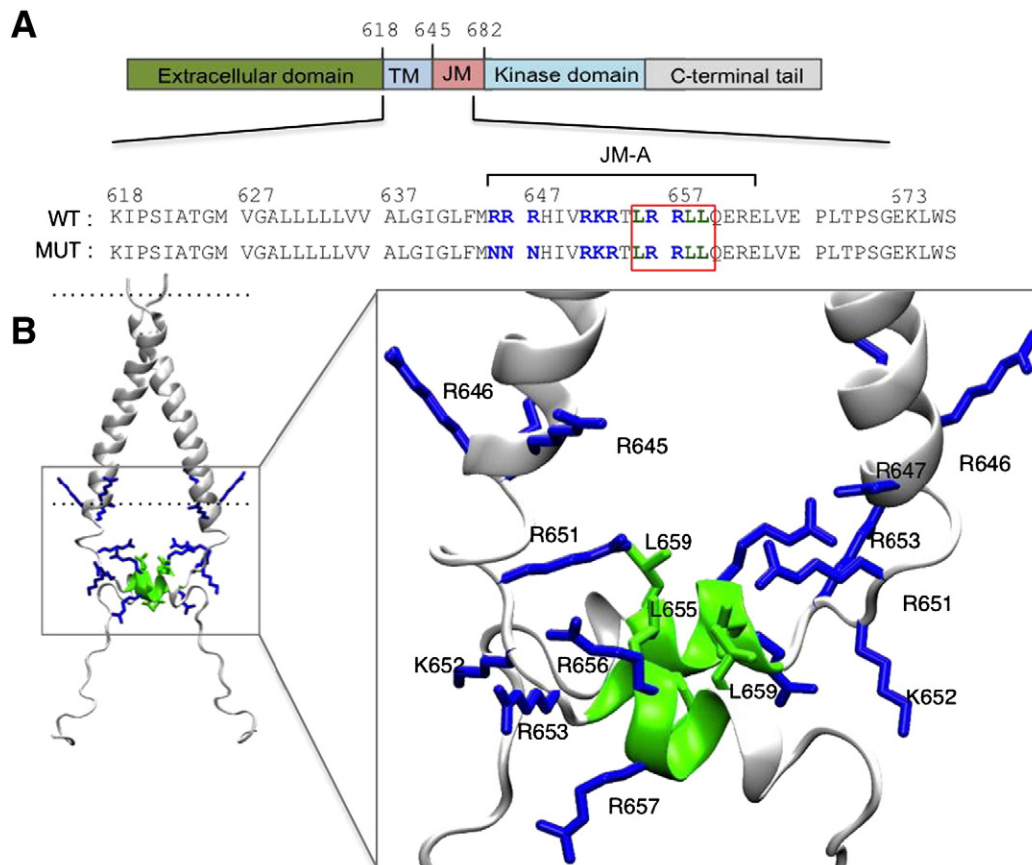 A
618 645 682
Extracellular domain TM JM Kinase domain C-terminal tail
JM-A
618 627 637 647 657 673
WT : KIPSIATGM VGALLLLLVV ALGIGLFMRR RHIVRKRTLR RLLQERELVE PLTPSGEKLWS
MUT : KIPSIATGM VGALLLLLVV ALGIGLFMNN NHIVRKRTLR RLLQERELVE PLTPSGEKLWS
B
R646
R645
R647
R646
R651
L659
R653
L655
R651
K652
R656
L659
K652
R653
R657